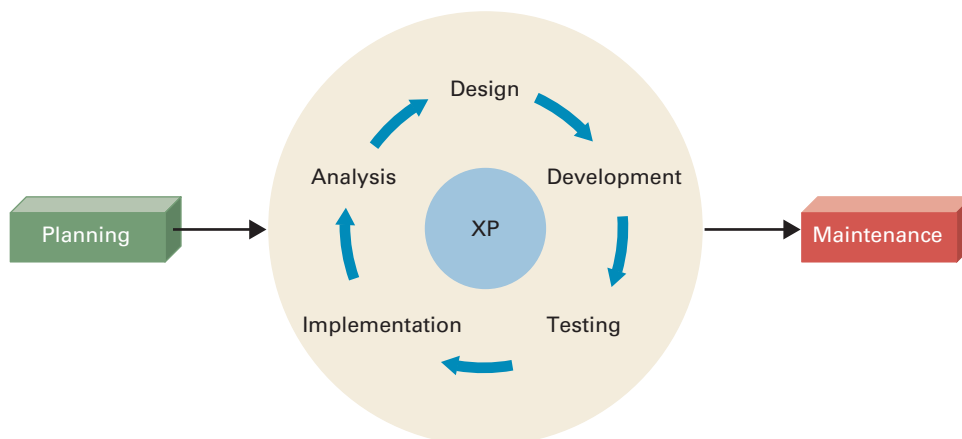 Design
Analysis
Development
XP
Planning
Maintenance
Implementation
Testing